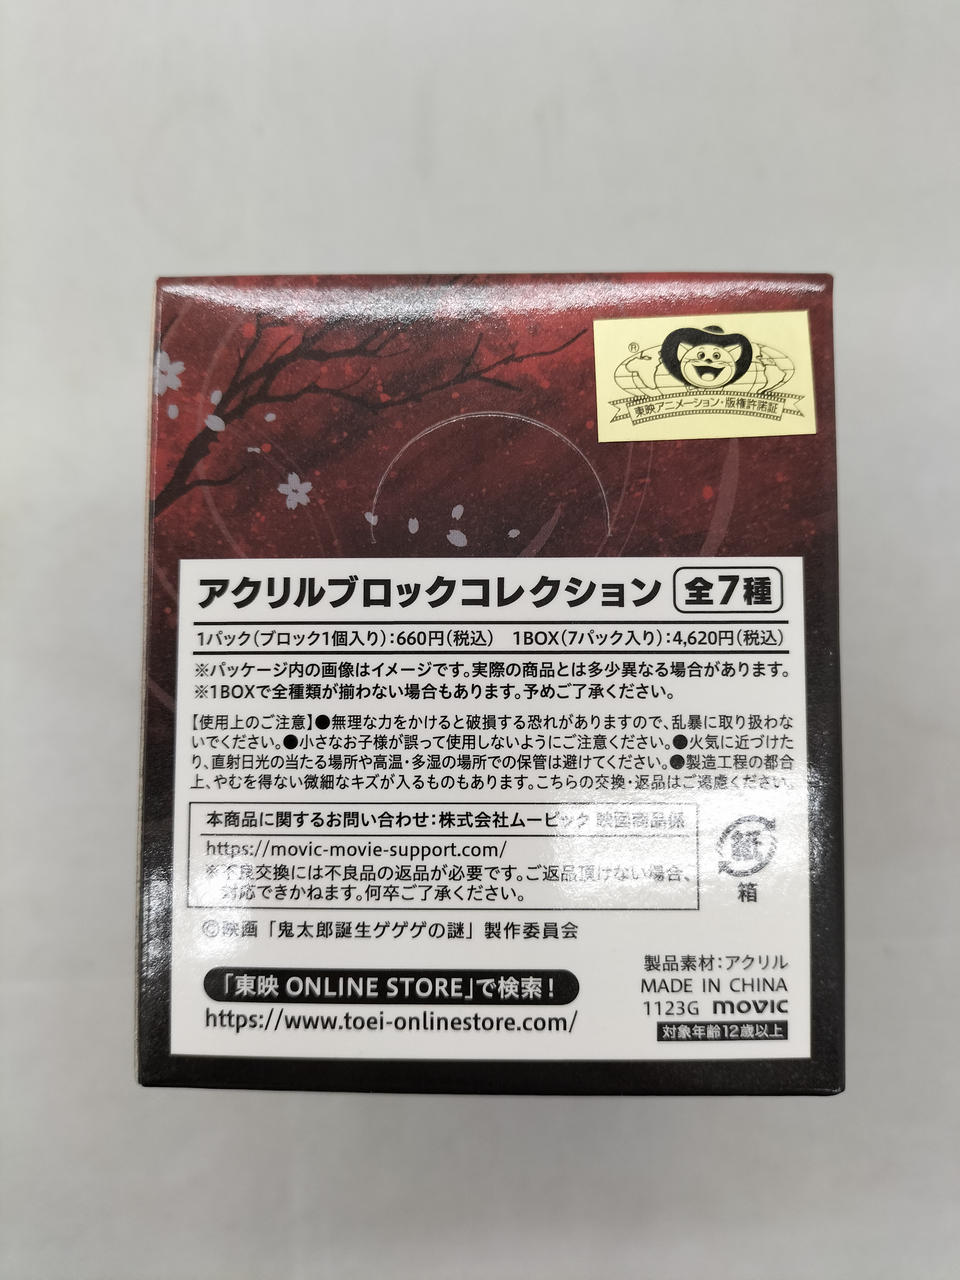 ®
東映アニメーション・版権許諾証
アクリルブロックコレクション 全7種
1パック(ブロック1個入り):660円(税込) 1BOX(7パック入り):4,620円(税込)
※パッケージ内の画像はイメージです。実際の商品とは多少異なる場合があります。
※1BOXで全種類が揃わない場合もあります。予めご了承ください。
【使用上のご注意】●無理な力をかけると破損する恐れがありますので、乱暴に取り扱わな
いでください。●小さなお子様が誤って使用しないようにご注意ください。●火気に近づけた
り、直射日光の当たる場所や高温・多湿の場所での保管は避けてください。●製造工程の都合
上、やむを得ない微細なキズが入るものもあります。こちらの交換・返品はご遠慮ください。
本商品に関するお問い合わせ:株式会社ムービック 映画商品係
https://movic-movie-support.com/
※不良交換には不良品の返品が必要です。ご返品頂けない場合、
対応できかねます。何卒ご了承ください。
紙
箱
©映画「鬼太郎誕生ゲゲゲの謎」製作委員会
「東映 ONLINE STORE」で検索!
https://www.toei-onlinestore.com/
製品素材:アクリル
MADE IN CHINA
1123G movic
対象年齢12歳以上